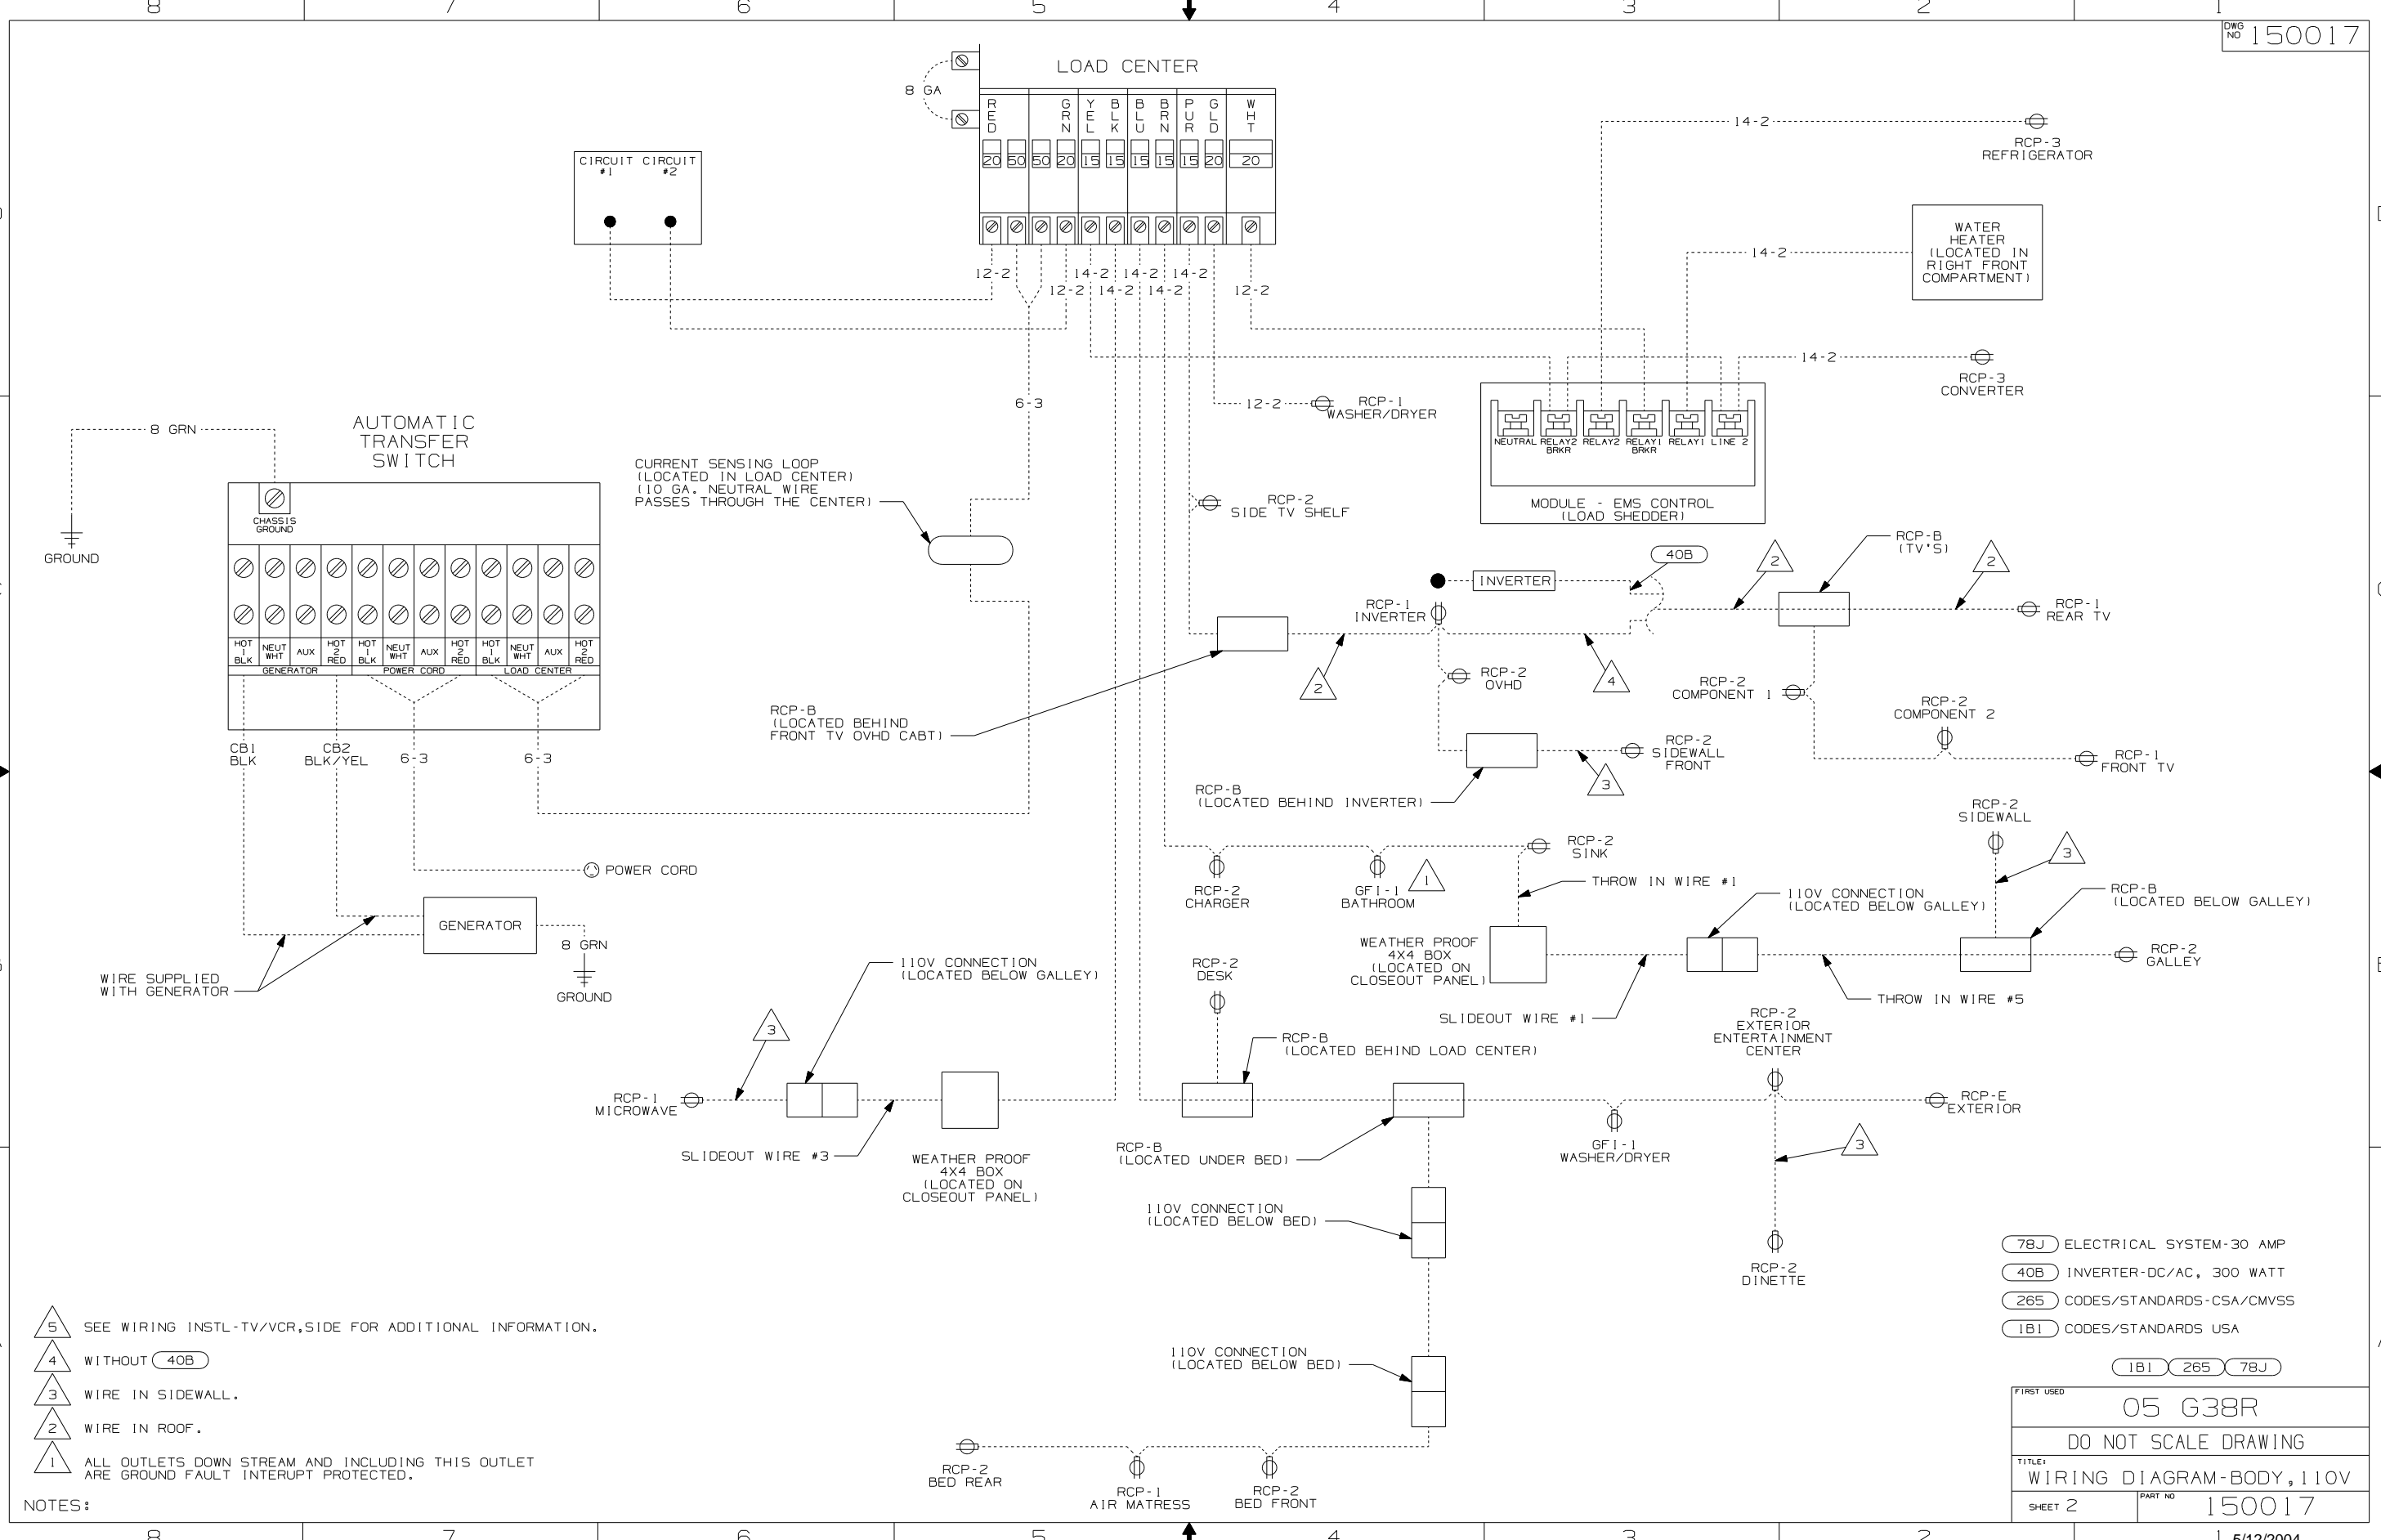 8 7 6 5 4 3 2 1
DWG NO 150017
LOAD CENTER
8 GA
RED GRN YEL BLK BLU BRN PUR GLD WHT
20 50 50 20 15 15 15 15 15 20 20
CIRCUIT #1
CIRCUIT #2
12-2 14-2 14-2 14-2
12-2 14-2 14-2 12-2
14-2
RCP-3
REFRIGERATOR
WATER
HEATER
(LOCATED IN
RIGHT FRONT
COMPARTMENT)
14-2
14-2
RCP-3
CONVERTER
6-3
12-2
RCP-1
WASHER/DRYER
NEUTRAL
RELAY2 BRKR
RELAY2
RELAY1 BRKR
RELAY1
LINE 2
MODULE - EMS CONTROL
(LOAD SHEDDER)
8 GRN
AUTOMATIC
TRANSFER
SWITCH
GROUND
CHASSIS
GROUND
CURRENT SENSING LOOP
(LOCATED IN LOAD CENTER)
(10 GA. NEUTRAL WIRE
PASSES THROUGH THE CENTER)
RCP-2
SIDE TV SHELF
HOT 1 BLK
NEUT WHT
AUX
HOT 2 RED
HOT 1 BLK
NEUT WHT
AUX
HOT 2 RED
HOT 1 BLK
NEUT WHT
AUX
HOT 2 RED
GENERATOR
POWER CORD
LOAD CENTER
CB1
BLK
CB2
BLK/YEL
6-3
6-3
INVERTER
40B
2
RCP-B
(TV'S)
2
RCP-1
INVERTER
RCP-1
REAR TV
2
RCP-2
OVHD
4
RCP-2
COMPONENT 1
RCP-2
COMPONENT 2
RCP-B
(LOCATED BEHIND
FRONT TV OVHD CABT)
RCP-2
SIDEWALL
FRONT
3
RCP-1
FRONT TV
RCP-B
(LOCATED BEHIND INVERTER)
RCP-2
SIDEWALL
3
RCP-2
SINK
RCP-2
CHARGER
GFI-1
BATHROOM
1
THROW IN WIRE #1
110V CONNECTION
(LOCATED BELOW GALLEY)
RCP-B
(LOCATED BELOW GALLEY)
POWER CORD
GENERATOR
8 GRN
GROUND
WIRE SUPPLIED
WITH GENERATOR
WEATHER PROOF
4X4 BOX
(LOCATED ON
CLOSEOUT PANEL)
RCP-2
GALLEY
THROW IN WIRE #5
SLIDEOUT WIRE #1
110V CONNECTION
(LOCATED BELOW GALLEY)
RCP-2
DESK
3
RCP-B
(LOCATED BEHIND LOAD CENTER)
RCP-2
EXTERIOR
ENTERTAINMENT
CENTER
RCP-1
MICROWAVE
RCP-E
EXTERIOR
SLIDEOUT WIRE #3
WEATHER PROOF
4X4 BOX
(LOCATED ON
CLOSEOUT PANEL)
RCP-B
(LOCATED UNDER BED)
GFI-1
WASHER/DRYER
3
110V CONNECTION
(LOCATED BELOW BED)
RCP-2
DINETTE
110V CONNECTION
(LOCATED BELOW BED)
RCP-2
BED REAR
RCP-1
AIR MATRESS
RCP-2
BED FRONT
78J ELECTRICAL SYSTEM-30 AMP
40B INVERTER-DC/AC, 300 WATT
265 CODES/STANDARDS-CSA/CMVSS
1B1 CODES/STANDARDS USA
1B1 265 78J
5 SEE WIRING INSTL-TV/VCR,SIDE FOR ADDITIONAL INFORMATION.
4 WITHOUT 40B
3 WIRE IN SIDEWALL.
2 WIRE IN ROOF.
1 ALL OUTLETS DOWN STREAM AND INCLUDING THIS OUTLET
ARE GROUND FAULT INTERUPT PROTECTED.
NOTES:
FIRST USED
05 G38R
DO NOT SCALE DRAWING
TITLE:
WIRING DIAGRAM-BODY,110V
SHEET 2
PART NO 150017
8 7 6 5 4 3 2 1
5/12/2004